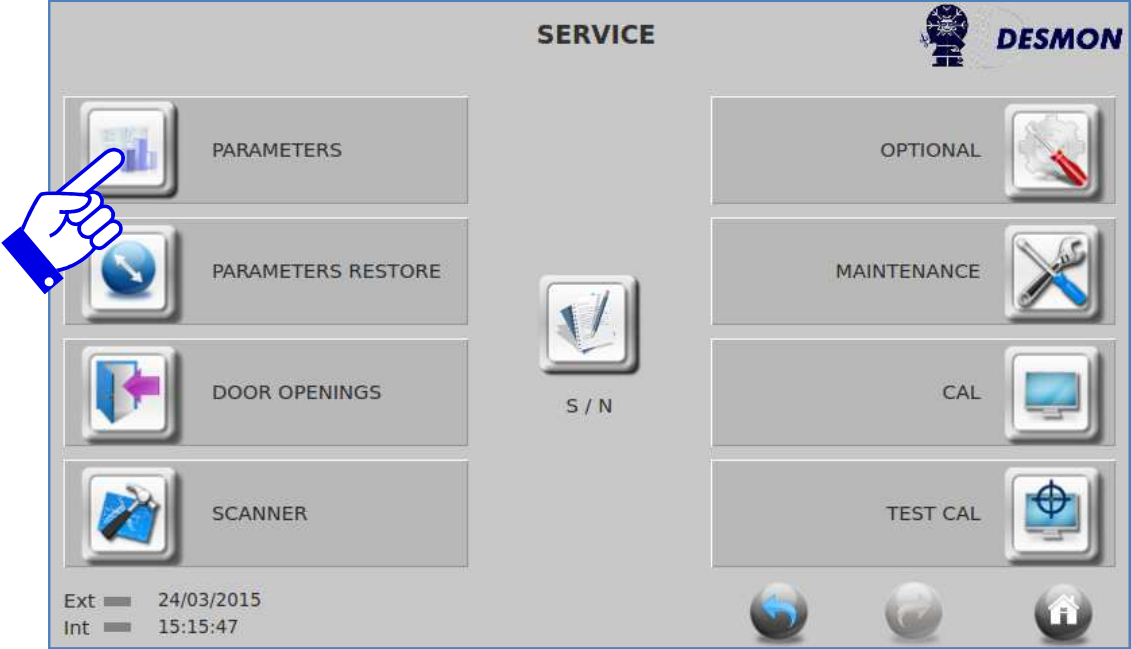 SERVICE
DESMON
PARAMETERS
OPTIONAL
PARAMETERS RESTORE
MAINTENANCE
DOOR OPENINGS
S / N
CAL
SCANNER
TEST CAL
Ext
24/03/2015
Int
15:15:47